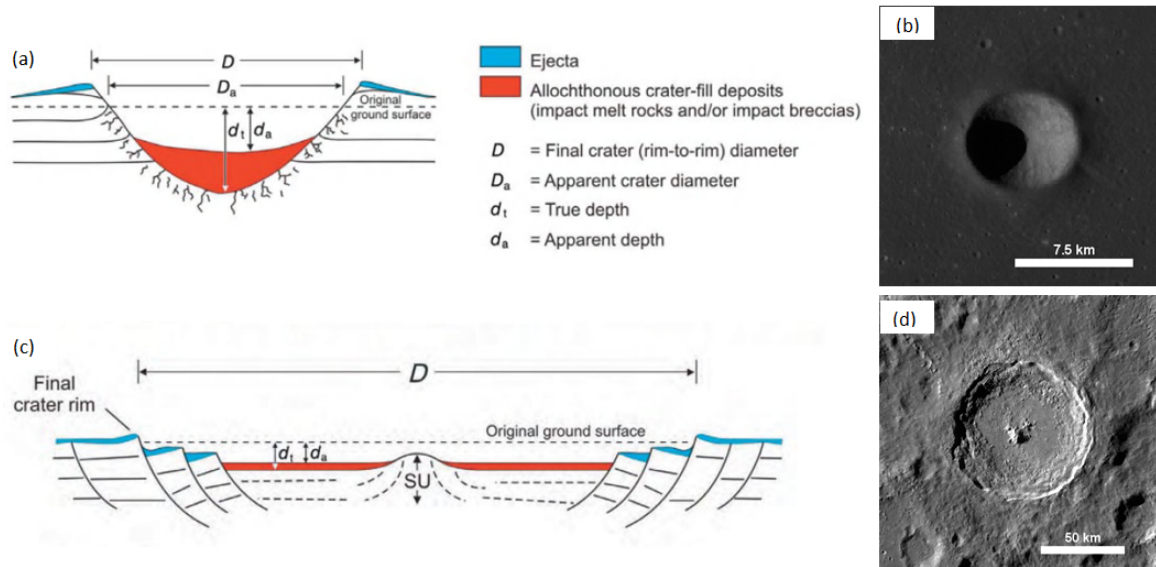 (a)
D
Dₐ
Original
ground surface
dₜ
dₐ
Ejecta
Allochthonous crater-fill deposits
(impact melt rocks and/or impact breccias)
D = Final crater (rim-to-rim) diameter
Dₐ = Apparent crater diameter
dₜ = True depth
dₐ = Apparent depth
(b)
7.5 km
(c)
D
Final
crater rim
Original ground surface
dₜ
dₐ
SU
(d)
50 km